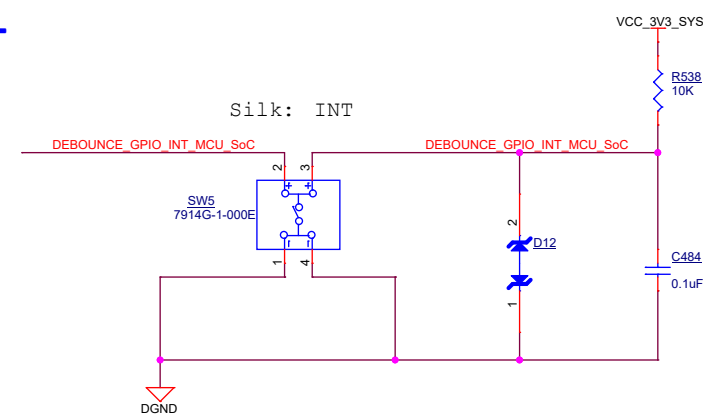 VCC_3V3_SYS
R538
10K
Silk: INT
DEBOUNCE_GPIO_INT_MCU_SoC
DEBOUNCE_GPIO_INT_MCU_SoC
2
3
SW5
7914G-1-000E
1
4
2
D12
1
C484
0.1uF
DGND